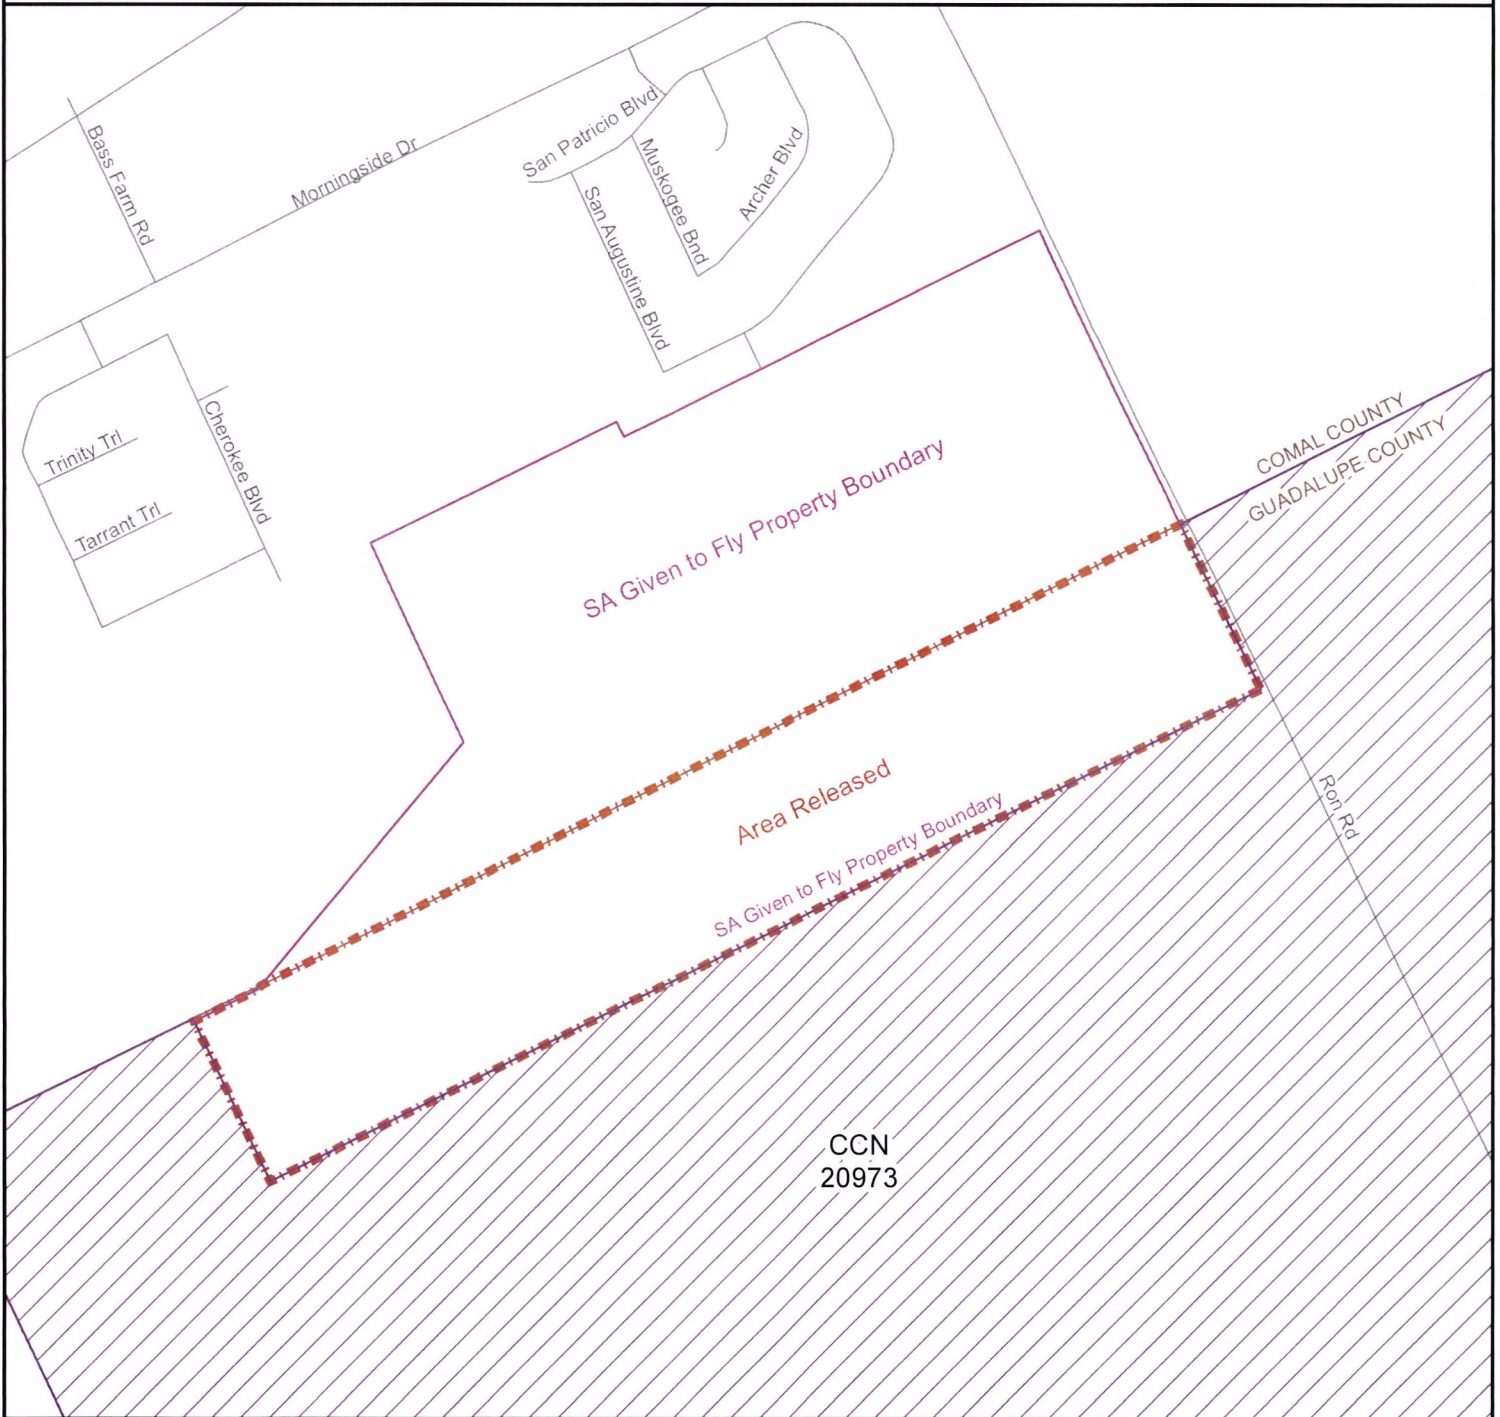 San Patricio Blvd
Bass Farm Rd
Morningside Dr
Muskogee Bnd
Archer Blvd
San Augustine Blvd
Trinity Trl
Cherokee Blvd
Tarrant Trl
COMAL COUNTY
GUADALUPE COUNTY
SA Given to Fly Property Boundary
Area Released
SA Given to Fly Property Boundary
Ron Rd
CCN
20973